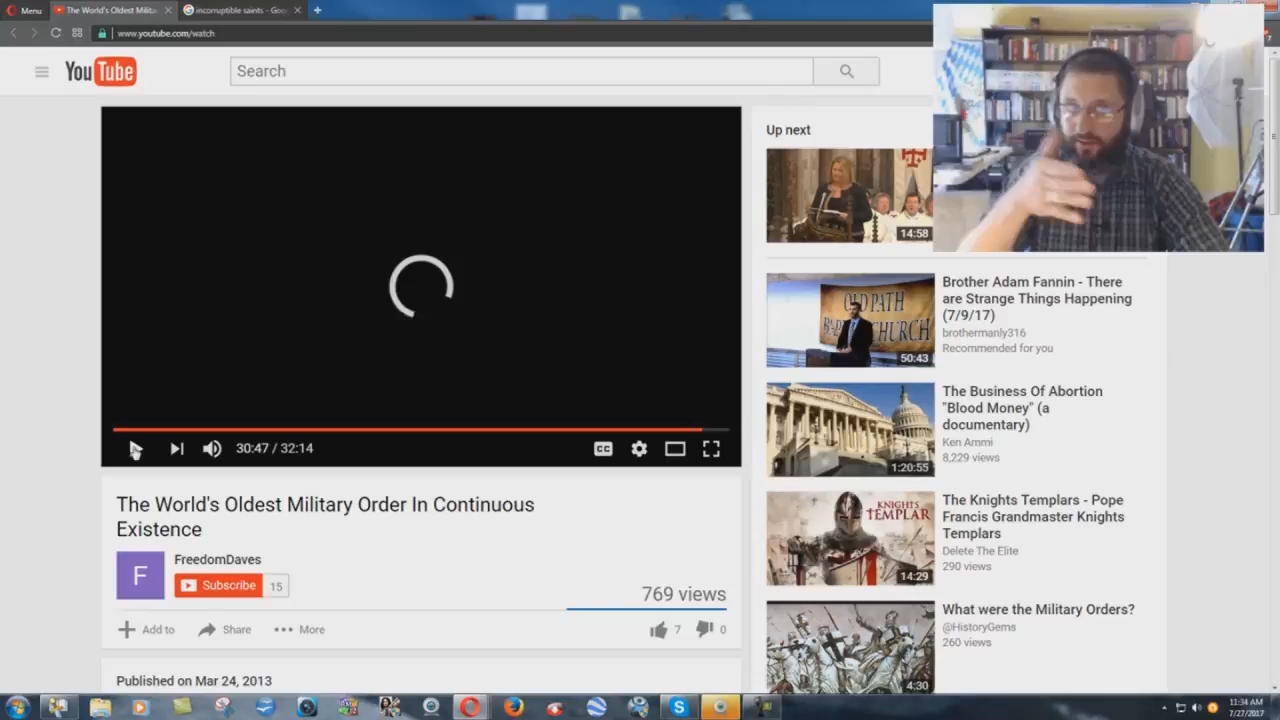 Menu
The World's Oldest Milita
incorruptible saints - Goo
www.youtube.com/watch
YouTube
Search
30:47 / 32:14
CC
The World's Oldest Military Order In Continuous
Existence
F
FreedomDaves
Subscribe
15
769 views
Add to
Share
More
7
0
Published on Mar 24, 2013
Up next
14:58
OLD PATH
BAPTIST CHURCH
50:43
Brother Adam Fannin - There
are Strange Things Happening
(7/9/17)
brothermanly316
Recommended for you
1:20:55
The Business Of Abortion
"Blood Money" (a
documentary)
Ken Ammi
8,229 views
KNIGHTS
TEMPLAR
14:29
The Knights Templars - Pope
Francis Grandmaster Knights
Templars
Delete The Elite
290 views
4:30
What were the Military Orders?
@HistoryGems
260 views
11:34 AM
7/27/2017